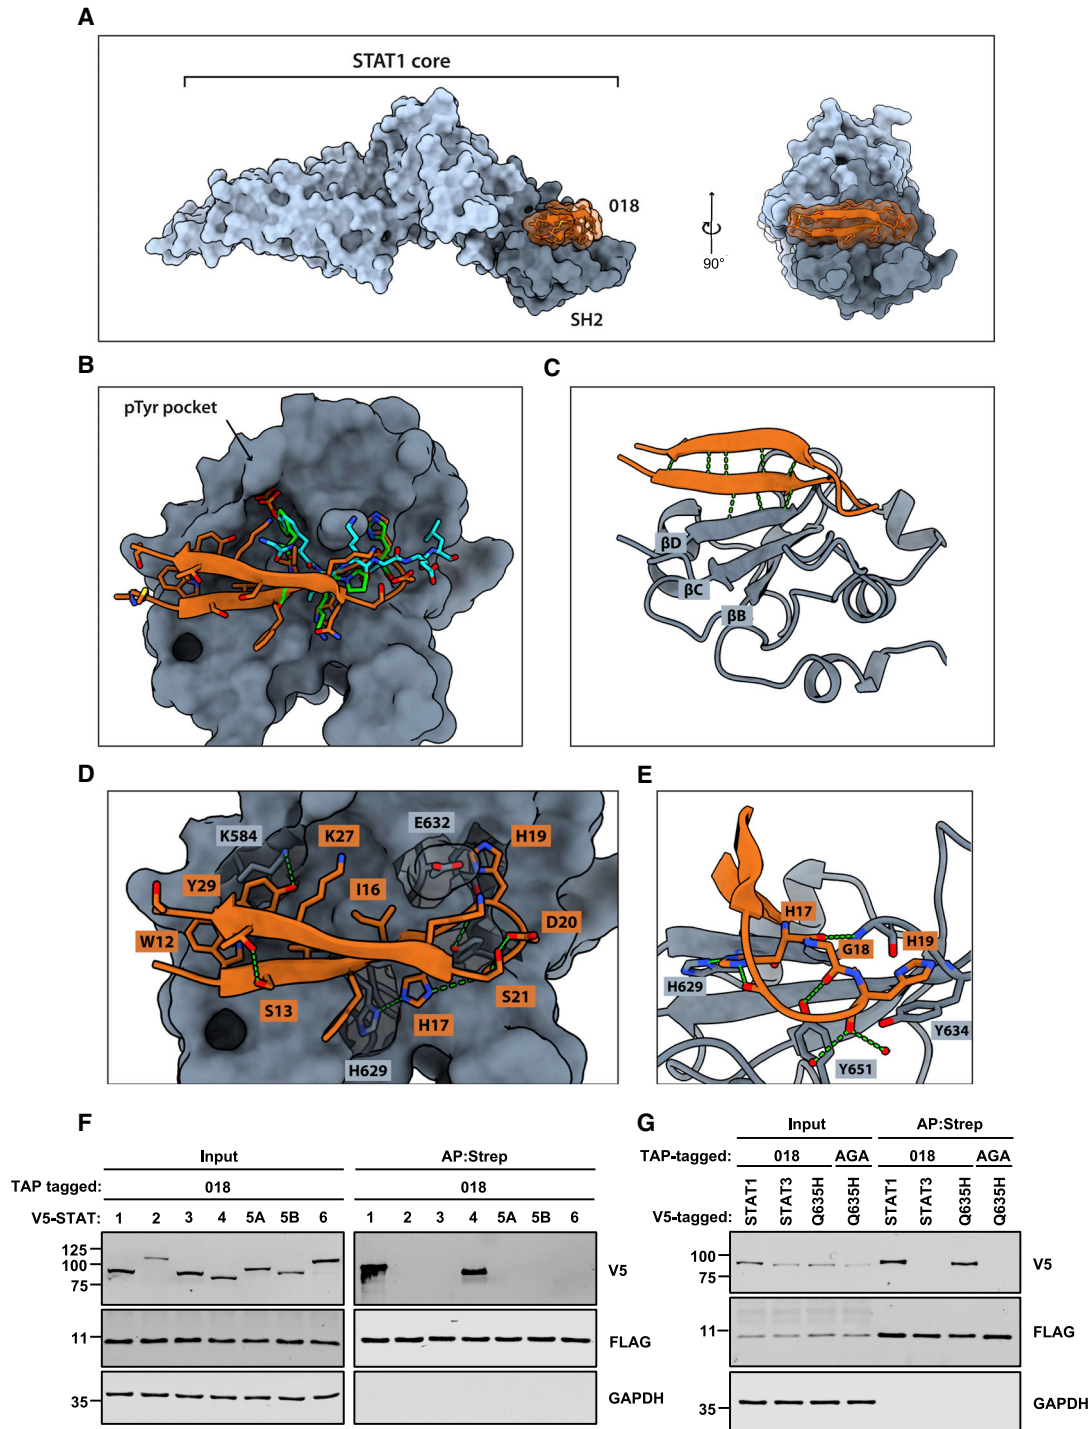 A
STAT1 core
018
90°
SH2
B
pTyr pocket
C
βD
βC
βB
D
K584
K27
E632
H19
Y29
I16
D20
W12
S13
H17
S21
H629
E
H17
G18
H19
H629
Y634
Y651
F
Input
AP:Strep
TAP tagged:
018
018
V5-STAT:
1 2 3 4 5A 5B 6
1 2 3 4 5A 5B 6
125
100
75
V5
11
FLAG
35
GAPDH
G
Input
AP:Strep
TAP-tagged:
018 AGA 018 AGA
V5-tagged:
STAT1 STAT3 Q635H Q635H STAT1 STAT3 Q635H Q635H
100
75
V5
11
FLAG
35
GAPDH